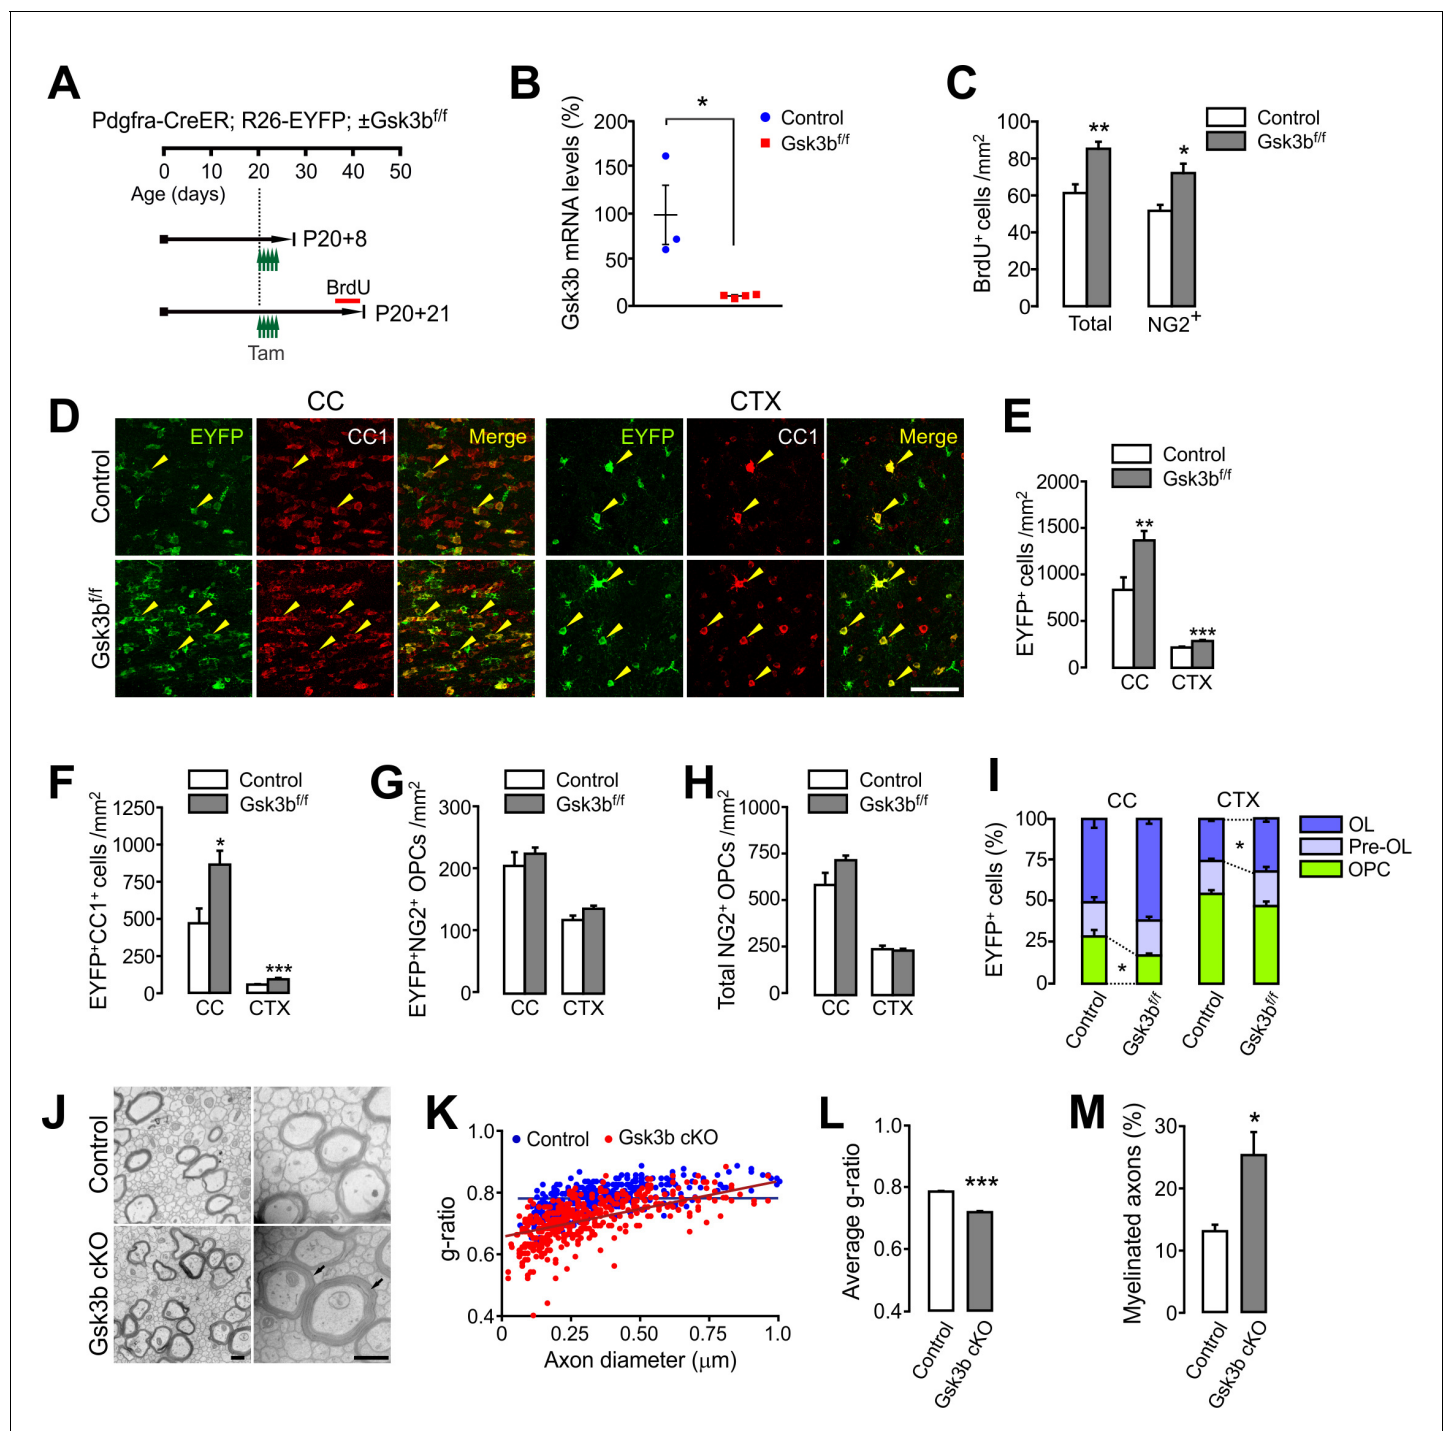 A
Pdgfra-CreER; R26-EYFP; ±Gsk3bf/f
0 10 20 30 40 50
Age (days)
P20+8
BrdU
P20+21
Tam
B
Gsk3b mRNA levels (%)
200
150
100
50
0
*
Control
Gsk3bf/f
C
BrdU+ cells /mm2
100
80
60
40
20
0
** *
Control
Gsk3bf/f
Total NG2+
D
CC CTX
Control
Gsk3bf/f
EYFP CC1 Merge EYFP CC1 Merge
E
Control
Gsk3bf/f
EYFP+ cells /mm2
2000
1500
1000
500
0
** ***
CC CTX
F
Control
Gsk3bf/f
EYFP+CC1+ cells /mm2
1250
1000
750
500
250
0
* ***
CC CTX
G
Control
Gsk3bf/f
EYFP+NG2+ OPCs /mm2
300
200
100
0
CC CTX
H
Control
Gsk3bf/f
Total NG2+ OPCs /mm2
1000
750
500
250
0
CC CTX
I
CC CTX
EYFP+ cells (%)
100
75
50
25
0
* *
OL
Pre-OL
OPC
Control Gsk3bf/f Control Gsk3bf/f
J
Control
Gsk3b cKO
K
Control Gsk3b cKO
g-ratio
1.0
0.8
0.6
0.4
0 0.25 0.50 0.75 1.0
Axon diameter (μm)
L
Average g-ratio
1.0
0.8
0.6
0.4
***
Control Gsk3b cKO
M
Myelinated axons (%)
30
20
10
0
*
Control Gsk3b cKO